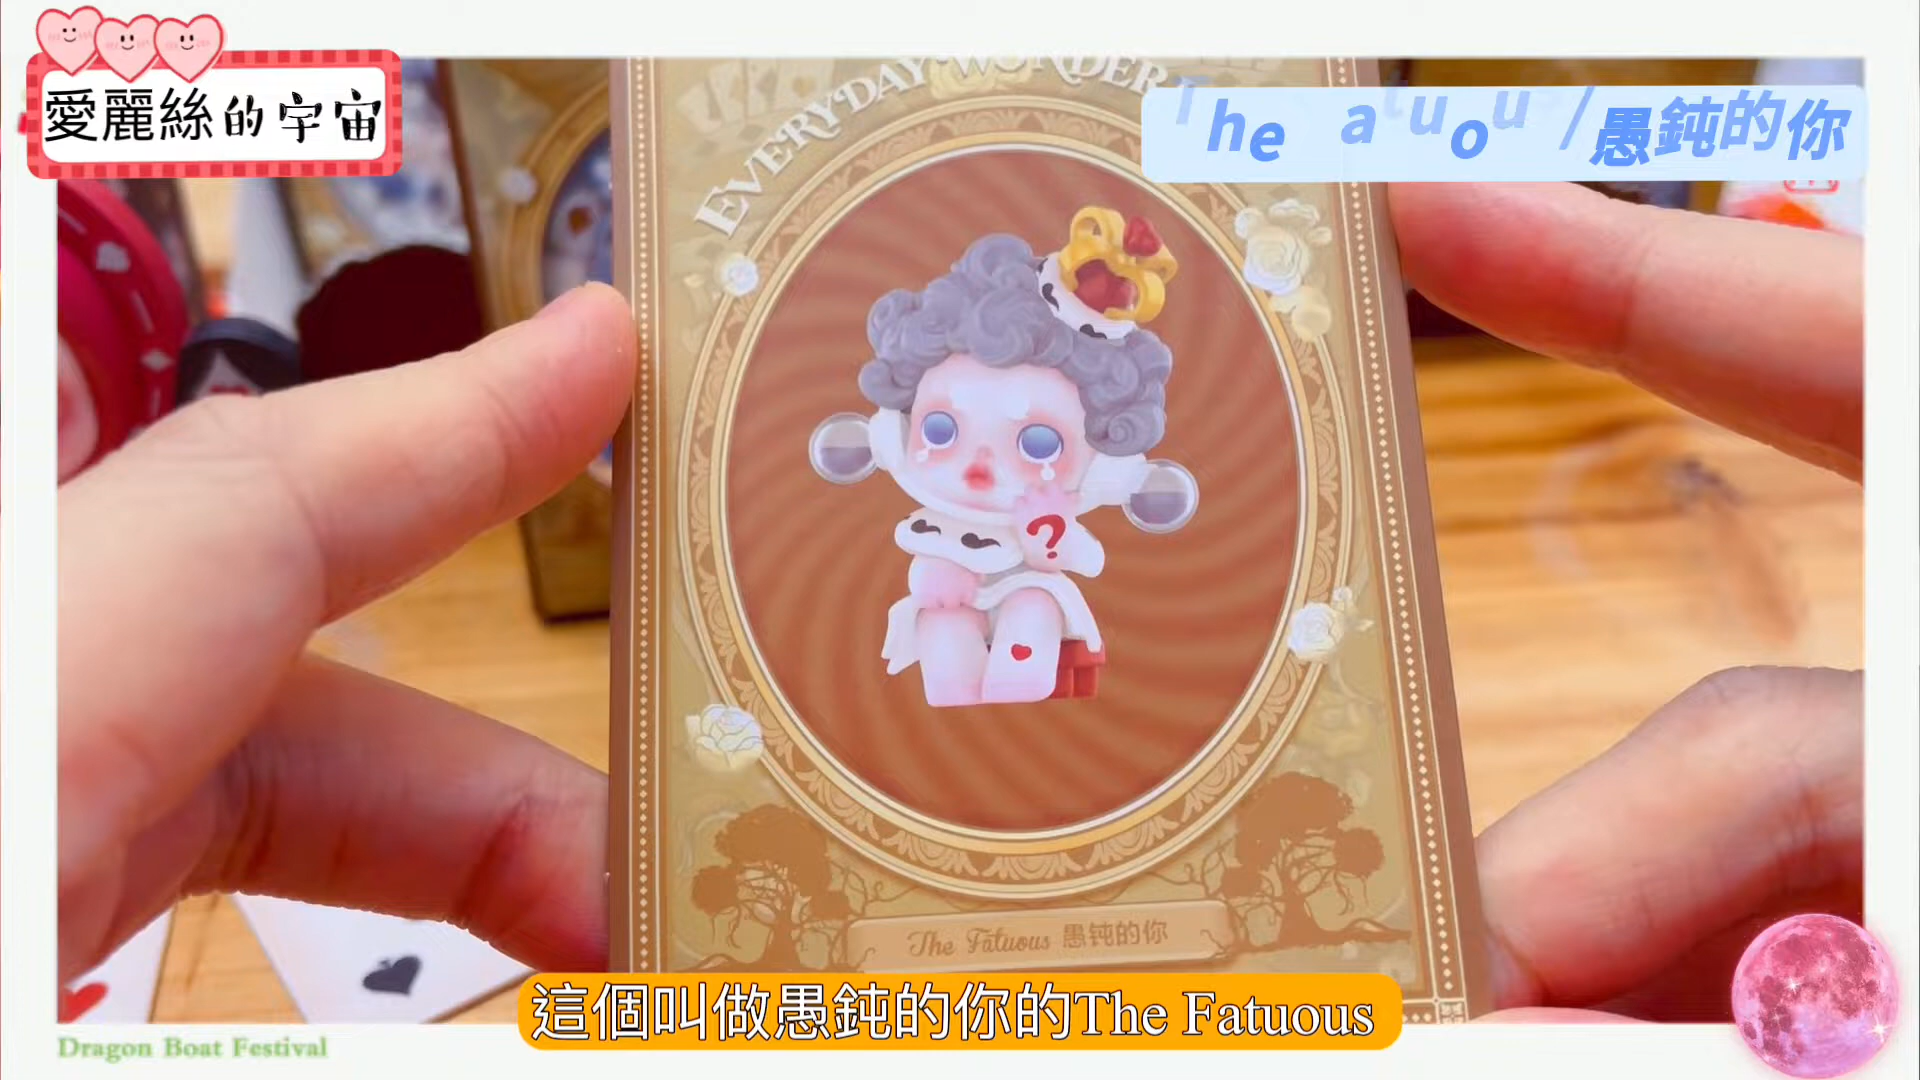 愛麗絲的宇宙
EVERYDAY WONDER
The atuou /愚鈍的你
?
The Fatuous 愚钝的你
這個叫做愚鈍的你的The Fatuous
Dragon Boat Festival